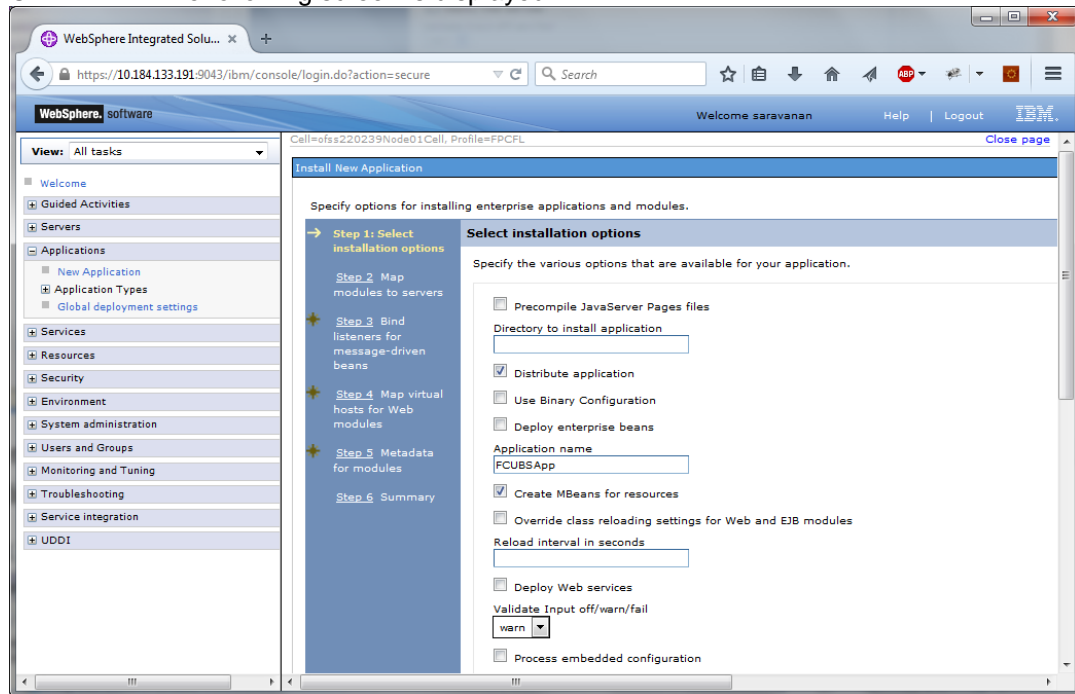 WebSphere Integrated Solu... × +
https://10.184.133.191:9043/ibm/console/login.do?action=secure
Search
ABP
WebSphere. software
Welcome saravanan
Help | Logout
IBM.
View: All tasks
Welcome
Guided Activities
Servers
Applications
New Application
Application Types
Global deployment settings
Services
Resources
Security
Environment
System administration
Users and Groups
Monitoring and Tuning
Troubleshooting
Service integration
UDDI
Cell=ofss220239Node01Cell, Profile=FPCFL
Close page
Install New Application
Specify options for installing enterprise applications and modules.
Step 1: Select
installation options
Step 2 Map
modules to servers
Step 3 Bind
listeners for
message-driven
beans
Step 4 Map virtual
hosts for Web
modules
Step 5 Metadata
for modules
Step 6 Summary
Select installation options
Specify the various options that are available for your application.
Precompile JavaServer Pages files
Directory to install application
Distribute application
Use Binary Configuration
Deploy enterprise beans
Application name
FCUBSApp
Create MBeans for resources
Override class reloading settings for Web and EJB modules
Reload interval in seconds
Deploy Web services
Validate Input off/warn/fail
warn
Process embedded configuration